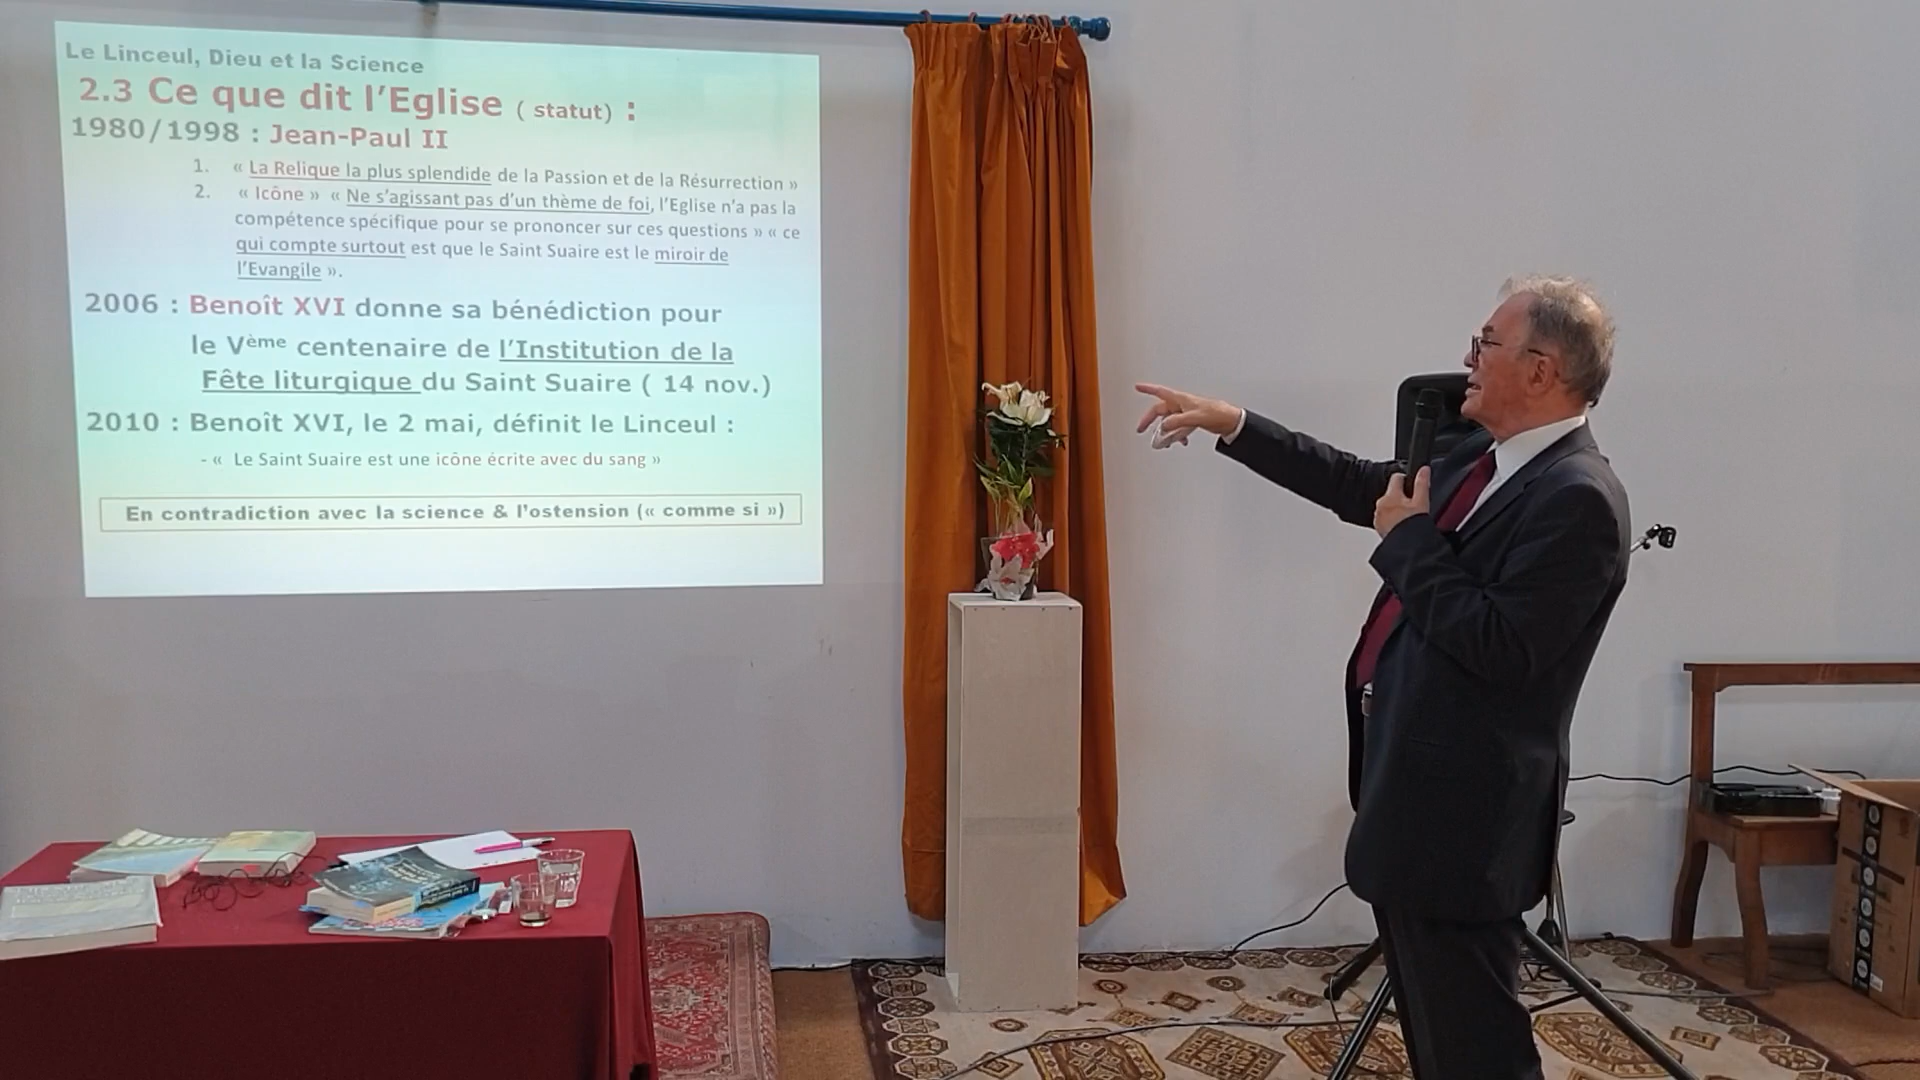 Le Linceul, Dieu et la Science
2.3 Ce que dit l’Eglise ( statut) :
1980/1998 : Jean-Paul II
1. « La Relique la plus splendide de la Passion et de la Résurrection »
2. « Icône » « Ne s’agissant pas d’un thème de foi, l’Eglise n’a pas la
compétence spécifique pour se prononcer sur ces questions » « ce
qui compte surtout est que le Saint Suaire est le miroir de
l’Evangile ».
2006 : Benoît XVI donne sa bénédiction pour
le Vème centenaire de l’Institution de la
Fête liturgique du Saint Suaire ( 14 nov.)
2010 : Benoît XVI, le 2 mai, définit le Linceul :
- « Le Saint Suaire est une icône écrite avec du sang »
En contradiction avec la science & l’ostension (« comme si »)